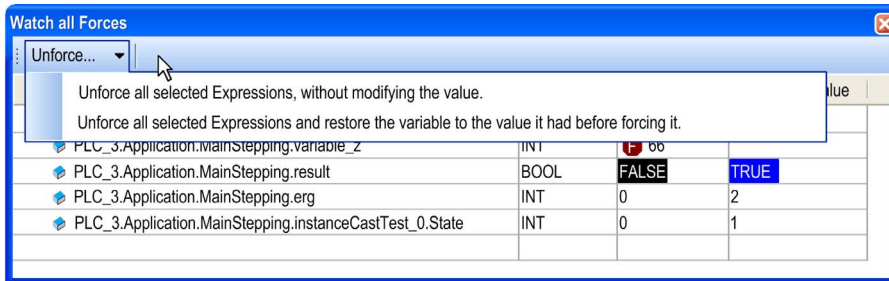 Watch all Forces
Unforce...
Unforce all selected Expressions, without modifying the value.
lue
Unforce all selected Expressions and restore the variable to the value it had before forcing it.
PLC_3.Application.MainStepping.variable_z INT F 66
PLC_3.Application.MainStepping.result BOOL FALSE TRUE
PLC_3.Application.MainStepping.erg INT 0 2
PLC_3.Application.MainStepping.instanceCastTest_0.State INT 0 1